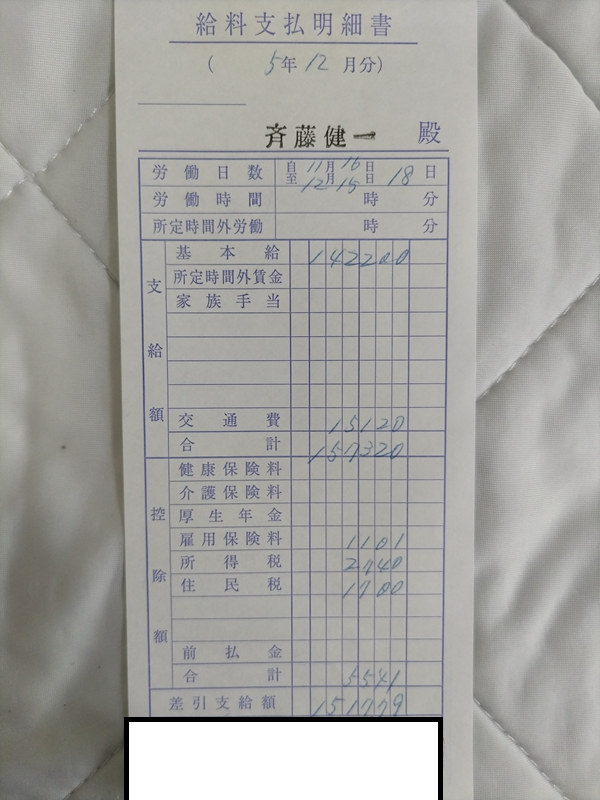 給料支払明細書
( 5年 12 月分)
斉藤健一 殿
労働日数 自 11月 16日 至 12月 15日 18日
労働時間 時 分
所定時間外労働 時 分
支給額
基本給 142200
所定時間外賃金
家族手当
交通費 15120
合計 157320
控除額
健康保険料
介護保険料
厚生年金
雇用保険料 1101
所得税 2740
住民税 1700
前払金
合計 5541
差引支給額 151779